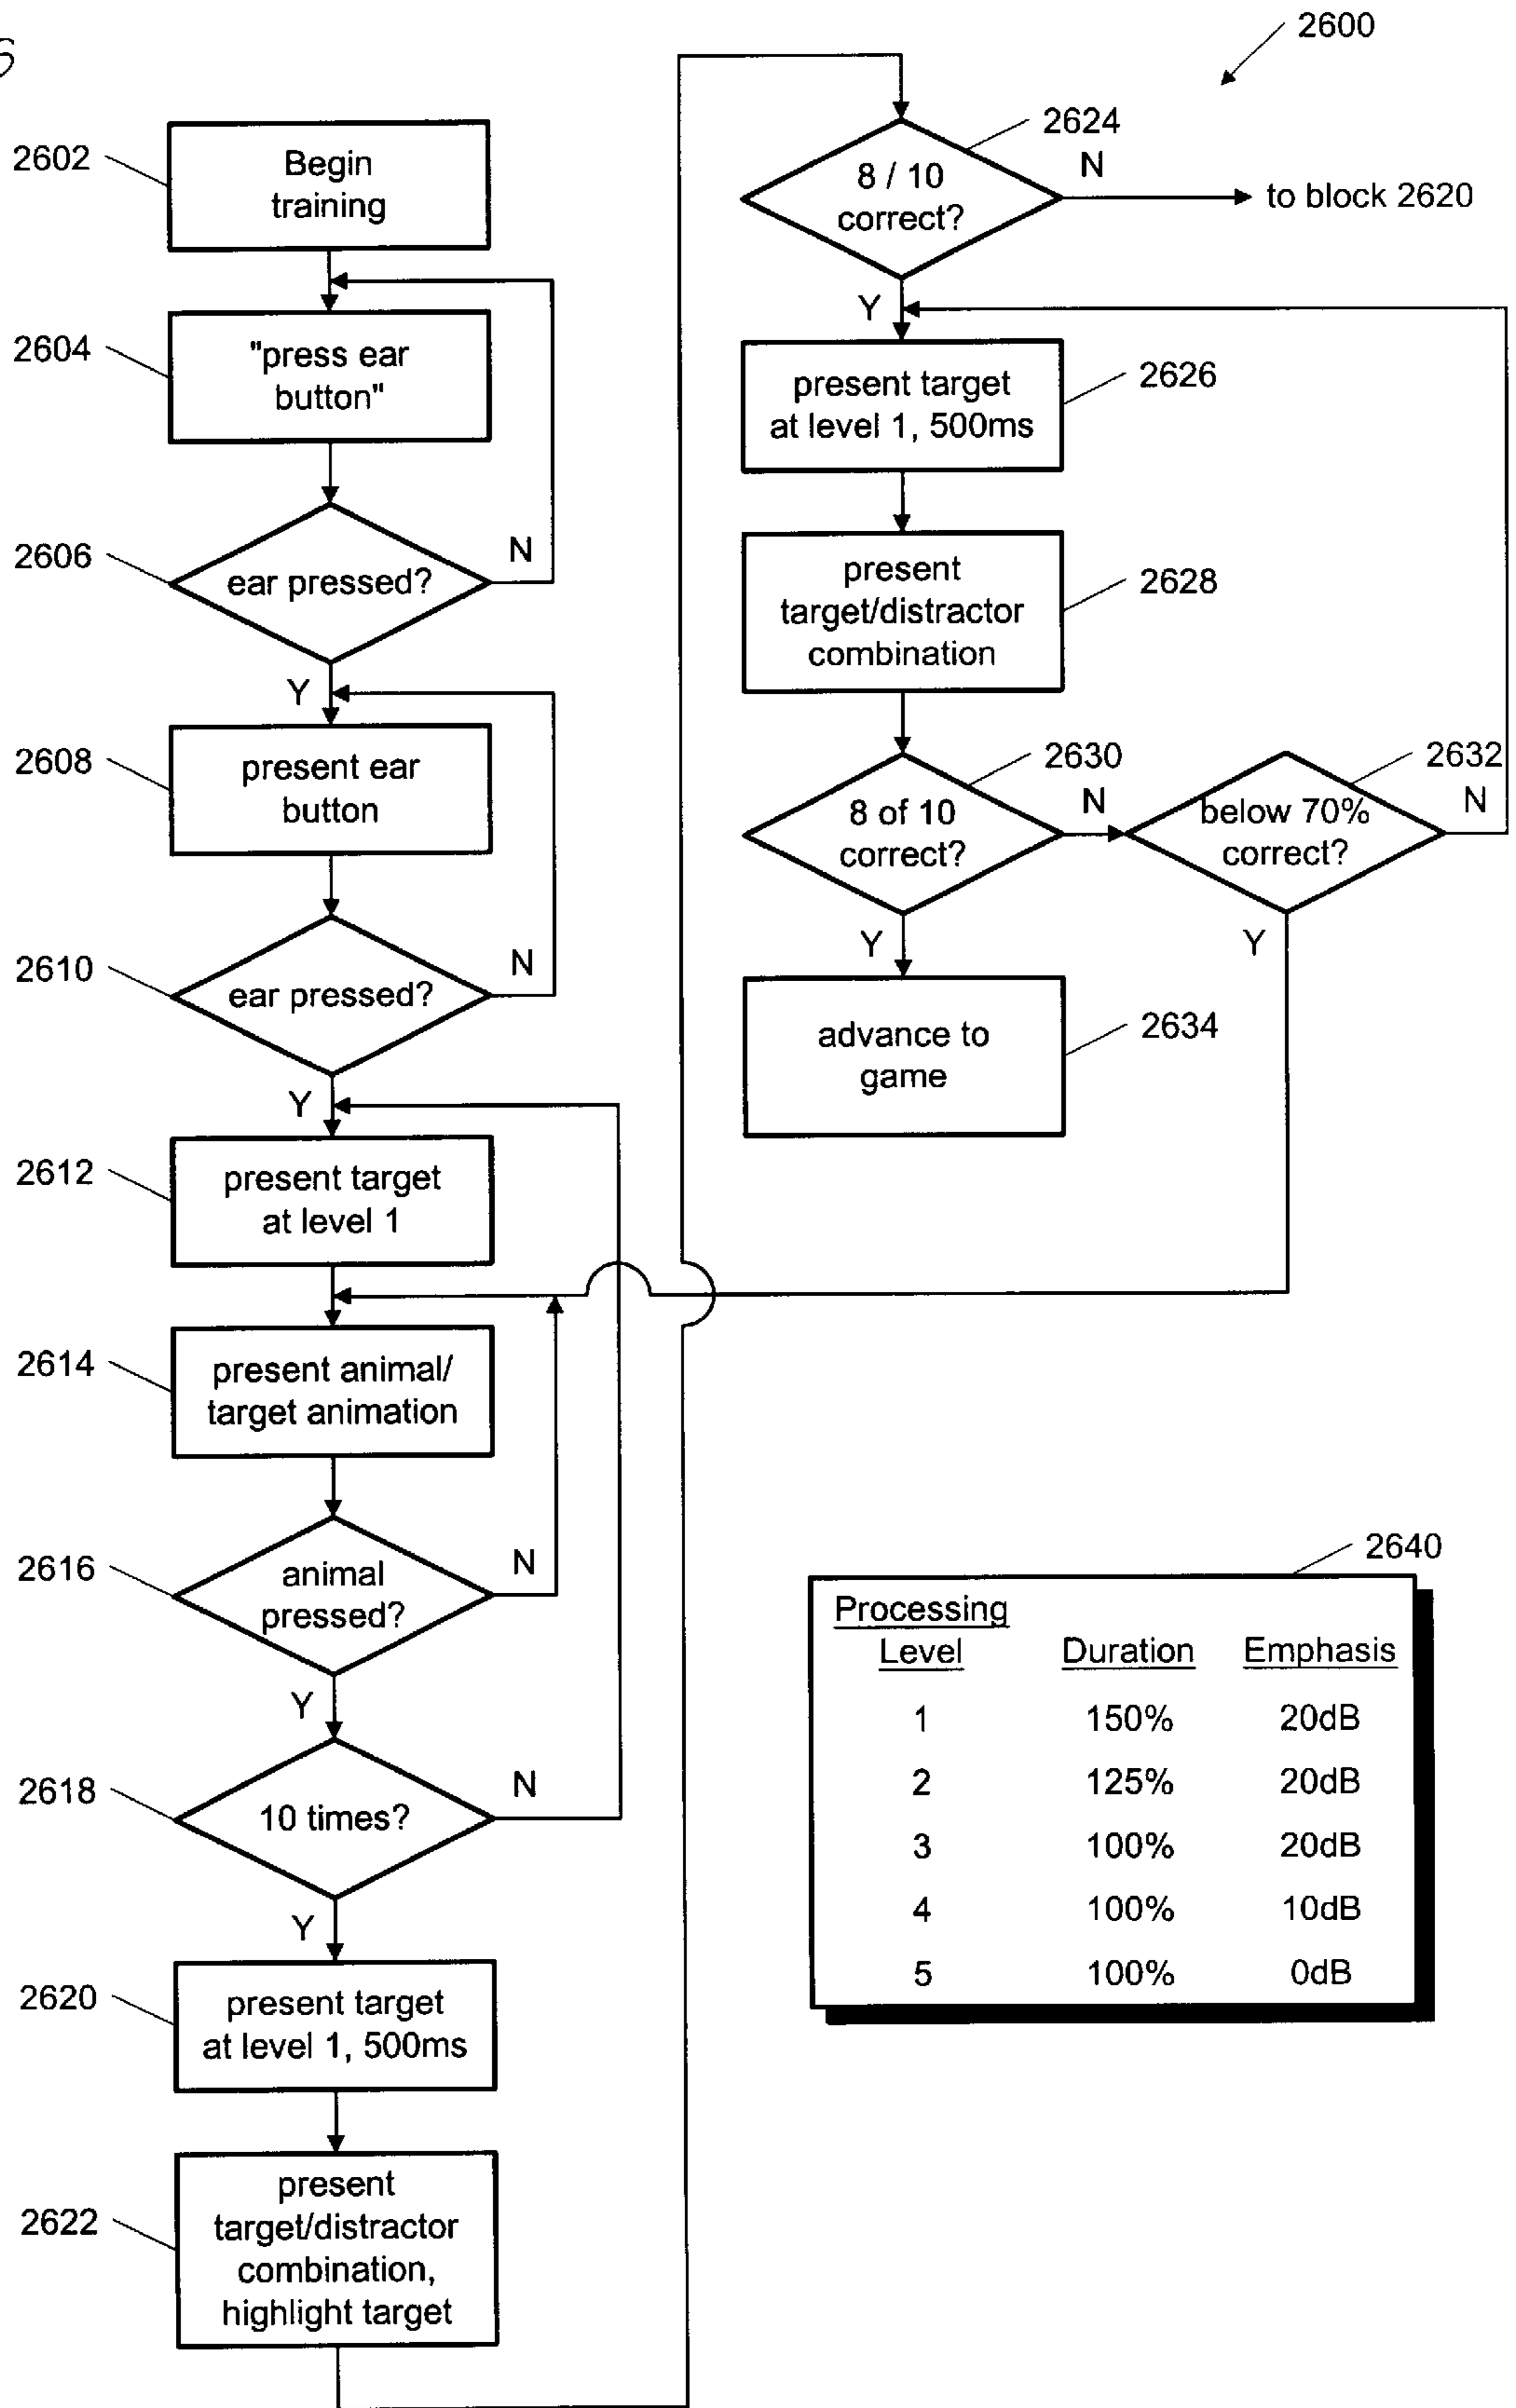 2600
2602
Begin
training
2604
"press ear
button"
2606
ear pressed?
N
Y
2608
present ear
button
2610
ear pressed?
N
Y
2612
present target
at level 1
2614
present animal/
target animation
2616
animal
pressed?
N
Y
2618
10 times?
N
Y
2620
present target
at level 1, 500ms
2622
present
target/distractor
combination,
highlight target
2624
8 / 10
correct?
N
to block 2620
Y
2626
present target
at level 1, 500ms
2628
present
target/distractor
combination
2630
8 of 10
correct?
N
2632
below 70%
correct?
N
Y
Y
2634
advance to
game
2640
Processing
Level Duration Emphasis
1 150% 20dB
2 125% 20dB
3 100% 20dB
4 100% 10dB
5 100% 0dB